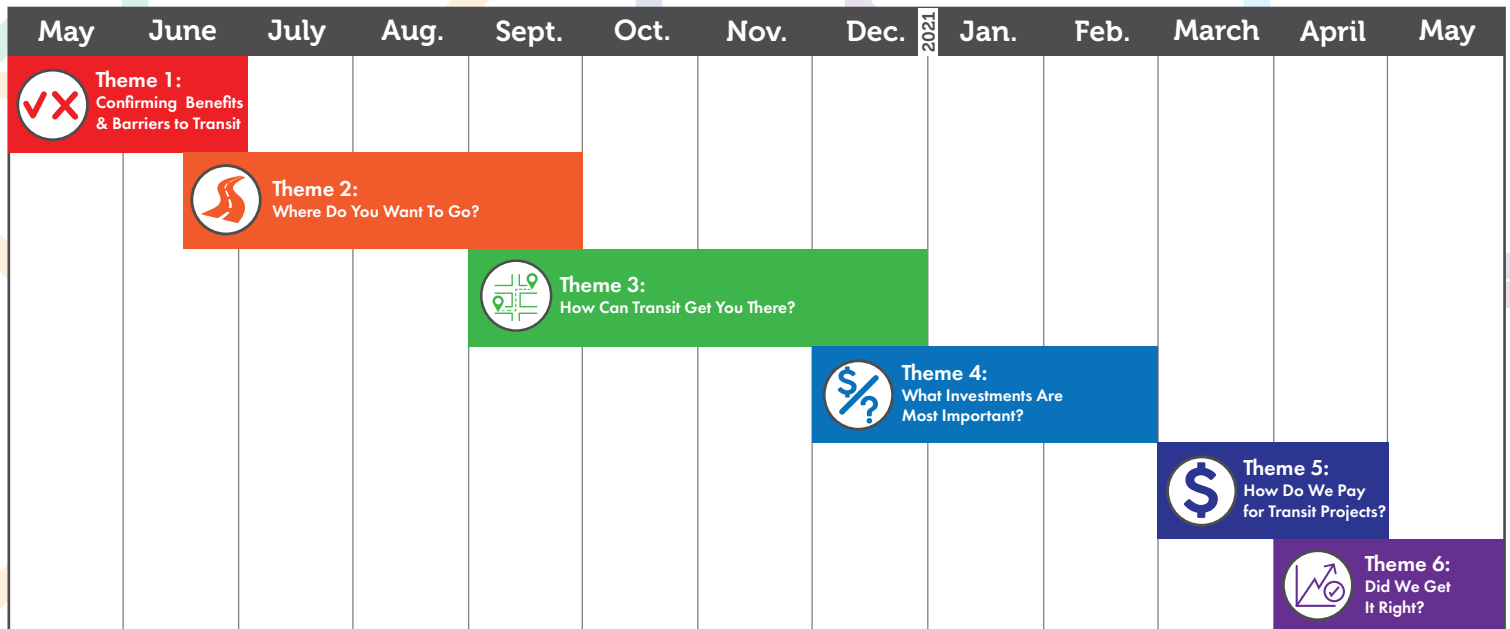 May June July Aug. Sept. Oct. Nov. Dec. 2021 Jan. Feb. March April May
Theme 1:
Confirming Benefits
& Barriers to Transit
Theme 2:
Where Do You Want To Go?
Theme 3:
How Can Transit Get You There?
$/?
Theme 4:
What Investments Are
Most Important?
$
Theme 5:
How Do We Pay
for Transit Projects?
Theme 6:
Did We Get
It Right?